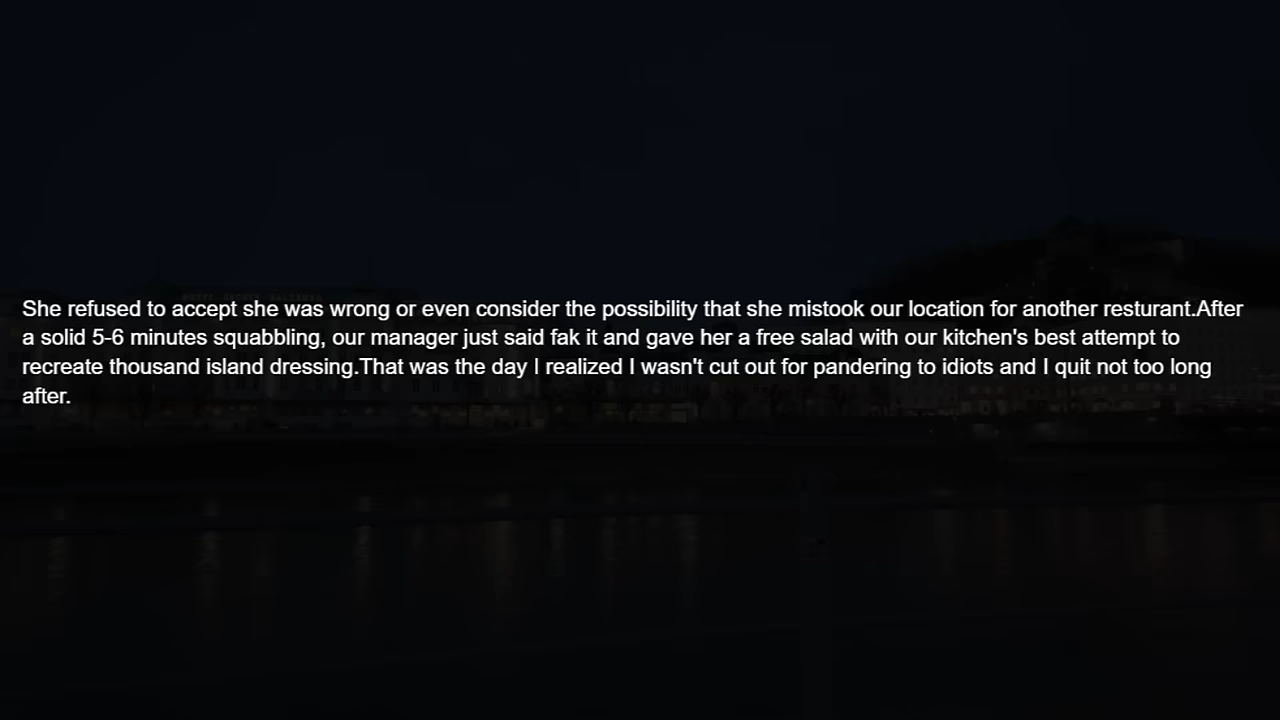 She refused to accept she was wrong or even consider the possibility that she mistook our location for another resturant.After
a solid 5-6 minutes squabbling, our manager just said fak it and gave her a free salad with our kitchen's best attempt to
recreate thousand island dressing.That was the day I realized I wasn't cut out for pandering to idiots and I quit not too long
after.